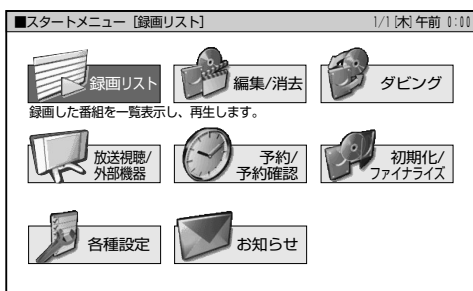 ■スタートメニュー [録画リスト] 1/1[木]午前 0:00
録画リスト 編集/消去 ダビング
録画した番組を一覧表示し、再生します。
放送視聴/ 予約/ 初期化/
外部機器 予約確認 ファイナライズ
各種設定 お知らせ